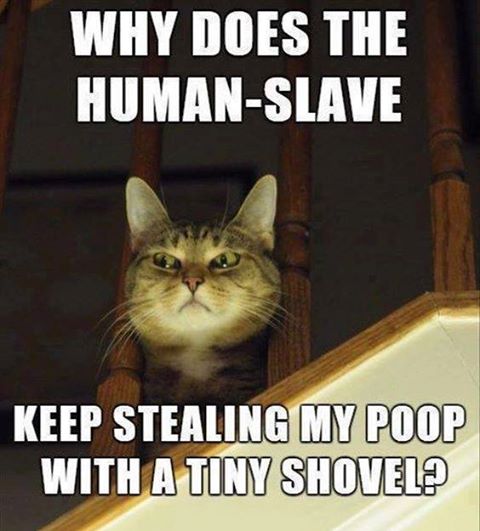 WHY DOES THE
HUMAN-SLAVE
KEEP STEALING MY POOP
WITH A TINY SHOVEL?